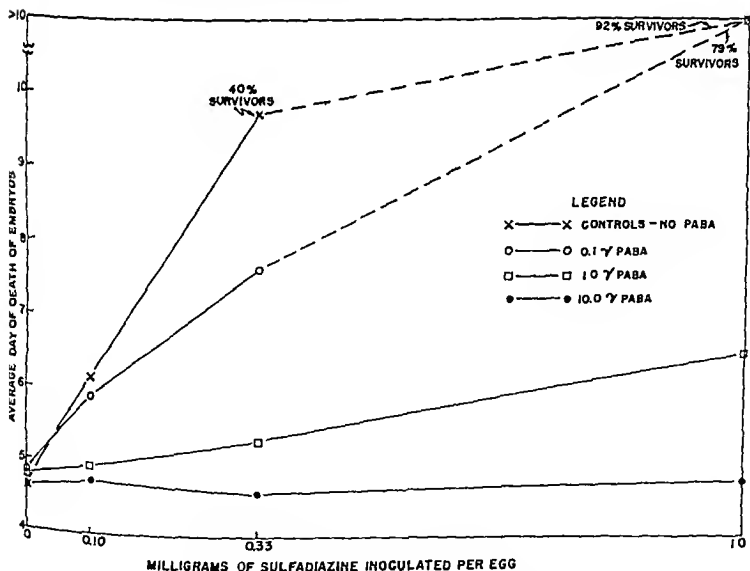 >10
92% SURVIVORS
79%
SURVIVORS
40%
SURVIVORS
10
9
8
7
6
5
4
AVERAGE DAY OF DEATH OF EMBRYOS
LEGEND
X——X CONTROLS - NO PABA
O——O 0.1 γ PABA
□——□ 1.0 γ PABA
●——● 10.0 γ PABA
0 0.10 0.33 1.0
MILLIGRAMS OF SULFADIAZINE INOCULATED PER EGG